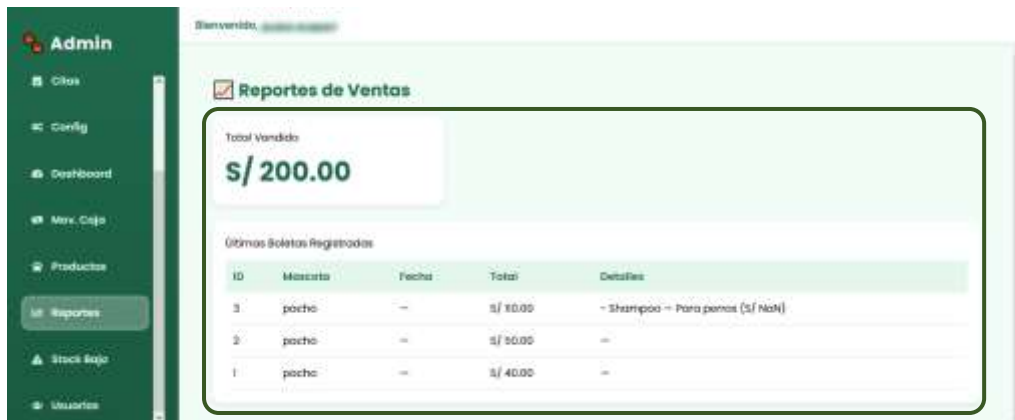 Bienvenido,
Admin
Citas
Config
Dashboard
Mov. Caja
Productos
Reportes
Stock Bajo
Usuarios
Reportes de Ventas
Total Vendido
S/ 200.00
Últimas Boletas Registradas
ID Mascota Fecha Total Detalles
3 pocho — S/ 110.00 - Shampoo — Para perros (S/ NaN)
2 pocho — S/ 50.00 —
1 pocho — S/ 40.00 —